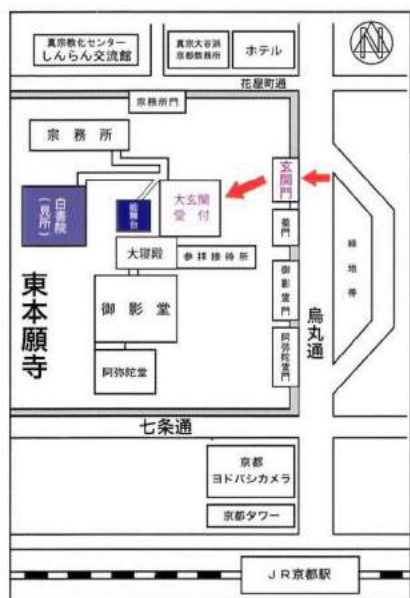 真宗教化センター
しんらん交流館
真宗大谷派
京都教務所
ホテル
N
花屋町通
宗務所門
宗務所
玄関門
白書院
(見所)
能舞台
大玄関
受付
菊門
大寝殿
参拝接待所
緑地帯
御影堂
御影堂門
東本願寺
烏丸通
阿弥陀堂
阿弥陀堂門
七条通
京都
ヨドバシカメラ
京都タワー
JR京都駅